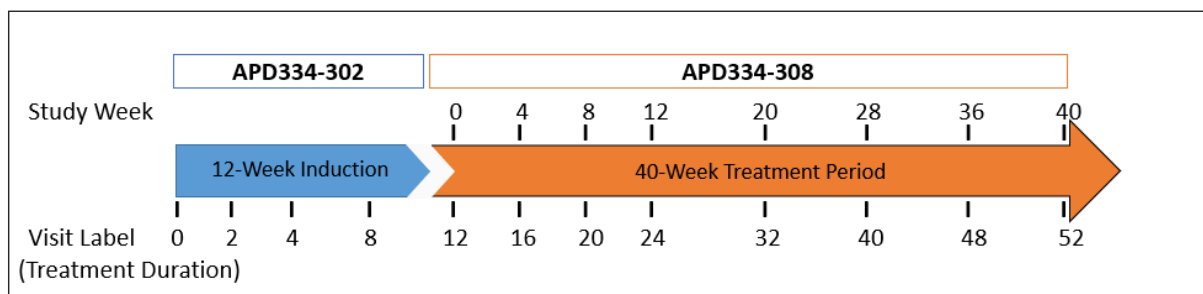 APD334-302 APD334-308
Study Week 0 4 8 12 20 28 36 40
12-Week Induction 40-Week Treatment Period
Visit Label 0 2 4 8 12 16 20 24 32 40 48 52
(Treatment Duration)